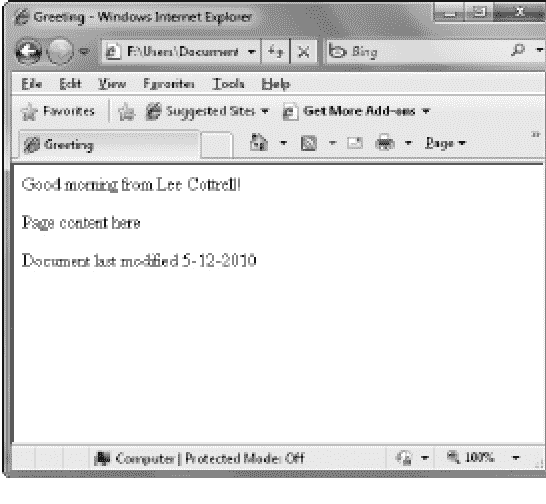 Greeting - Windows Internet Explorer
F:\Users\Document Bing
File Edit View Favorites Tools Help
Favorites Suggested Sites Get More Add-ons
Greeting Page »
Good morning from Lee Cottrell!
Page content here
Document last modified 5-12-2010
Computer | Protected Mode: Off 100%